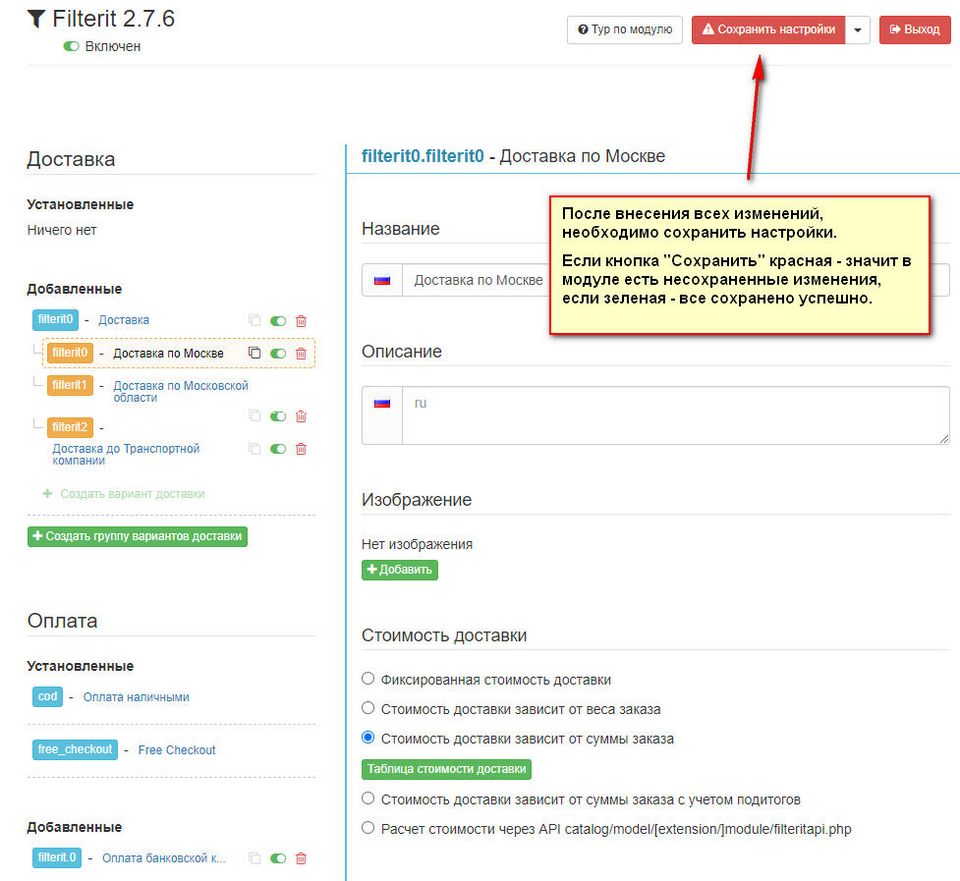 Filterit 2.7.6
Включен
Тур по модулю
Сохранить настройки
Выход
Доставка
Установленные
Ничего нет
Добавленные
filterit0 - Доставка
filterit0 - Доставка по Москве
filterit1 - Доставка по Московской
области
filterit2 -
Доставка до Транспортной
компании
Создать вариант доставки
Создать группу вариантов доставки
Оплата
Установленные
cod - Оплата наличными
free_checkout - Free Checkout
Добавленные
filterit.0 - Оплата банковской к...
filterit0.filterit0 - Доставка по Москве
После внесения всех изменений,
необходимо сохранить настройки.
Если кнопка "Сохранить" красная - значит в
модуле есть несохраненные изменения,
если зеленая - все сохранено успешно.
Название
Доставка по Москве
Описание
ru
Изображение
Нет изображения
Добавить
Стоимость доставки
Фиксированная стоимость доставки
Стоимость доставки зависит от веса заказа
Стоимость доставки зависит от суммы заказа
Таблица стоимости доставки
Стоимость доставки зависит от суммы заказа с учетом подитогов
Расчет стоимости через API catalog/model/[extension/]module/filteritapi.php